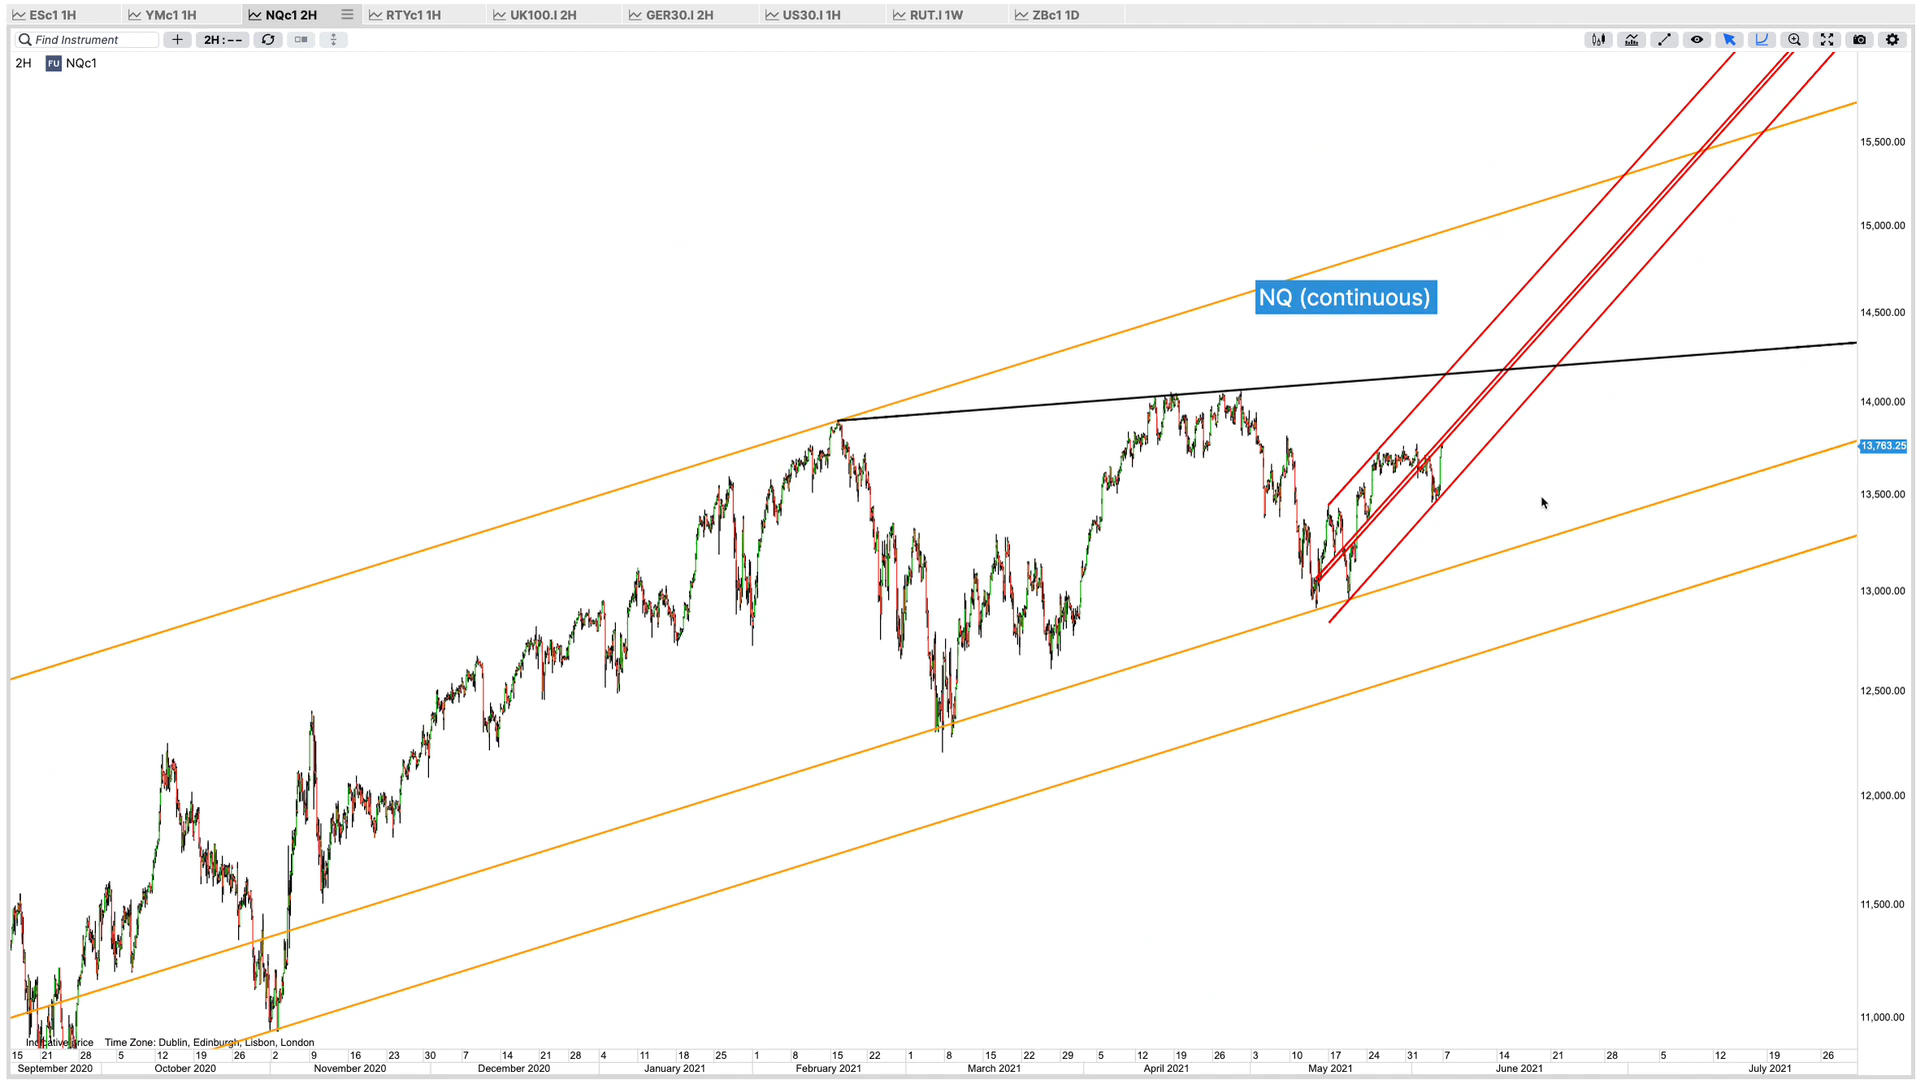 ESc1 1H YMc1 1H NQc1 2H RTYc1 1H UK100.I 2H GER30.I 2H US30.I 1H RUT.I 1W ZBc1 1D
Find Instrument 2H : --
2H FU NQc1
15,500.00
15,000.00
NQ (continuous)
14,500.00
14,000.00
13,763.25
13,500.00
13,000.00
12,500.00
12,000.00
11,500.00
11,000.00
Indicative price Time Zone: Dublin, Edinburgh, Lisbon, London
15 21 28 5 12 19 26 2 9 16 23 30 7 14 21 28 4 11 18 25 1 8 15 22 1 8 15 22 29 5 12 19 26 3 10 17 24 31 7 14 21 28 5 12 19 26
September 2020 October 2020 November 2020 December 2020 January 2021 February 2021 March 2021 April 2021 May 2021 June 2021 July 2021